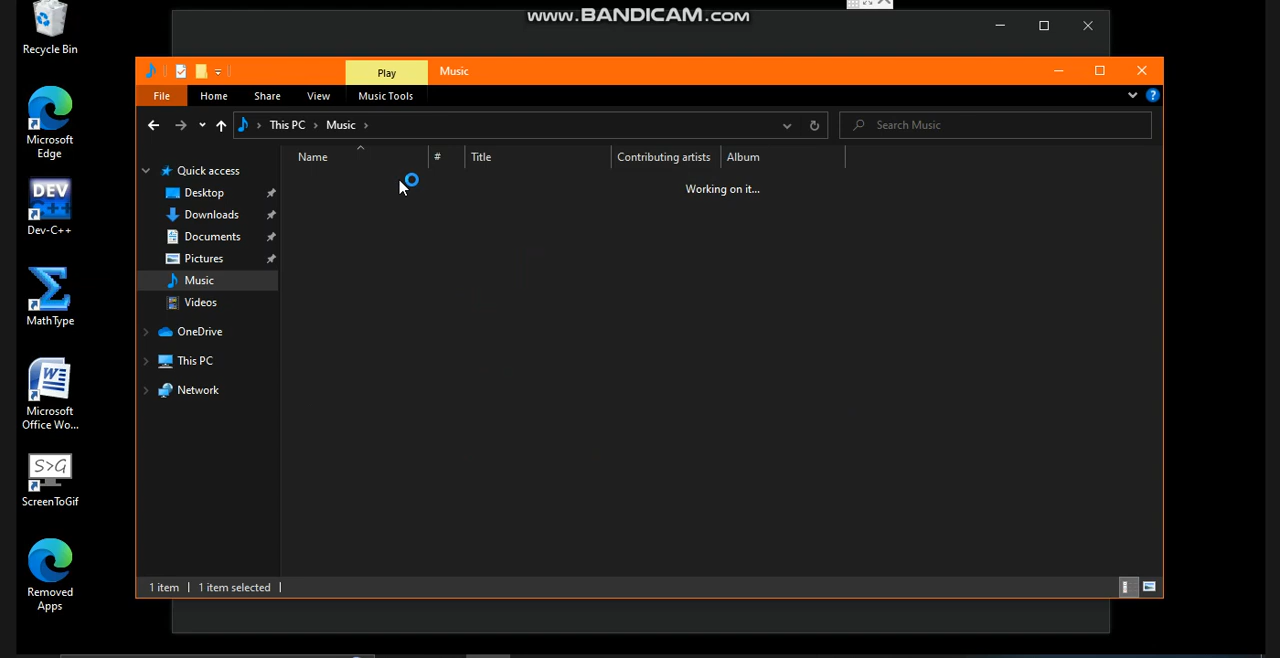 www.BANDICAM.com
Recycle Bin
Play
Music
File
Home
Share
View
Music Tools
This PC
Music
Search Music
Microsoft
Edge
Name
#
Title
Contributing artists
Album
Working on it...
Quick access
Desktop
Downloads
Documents
Pictures
Music
Videos
OneDrive
This PC
Network
DEV
Dev-C++
MathType
Microsoft
Office Wo...
S>G
ScreenToGif
Removed
Apps
1 item
1 item selected